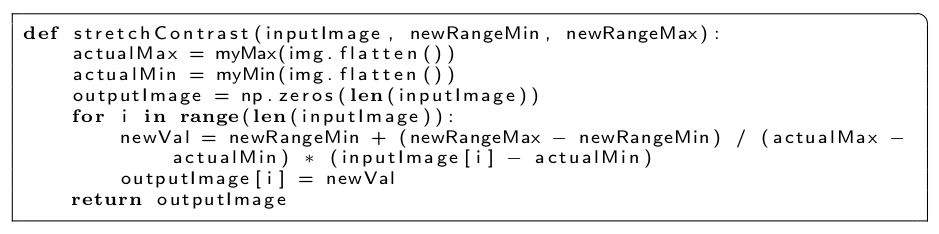 def stretchContrast(inputImage, newRangeMin, newRangeMax):
    actualMax = myMax(img.flatten())
    actualMin = myMin(img.flatten())
    outputImage = np.zeros(len(inputImage))
    for i in range(len(inputImage)):
        newVal = newRangeMin + (newRangeMax - newRangeMin) / (actualMax -
            actualMin) * (inputImage[i] - actualMin)
        outputImage[i] = newVal
    return outputImage